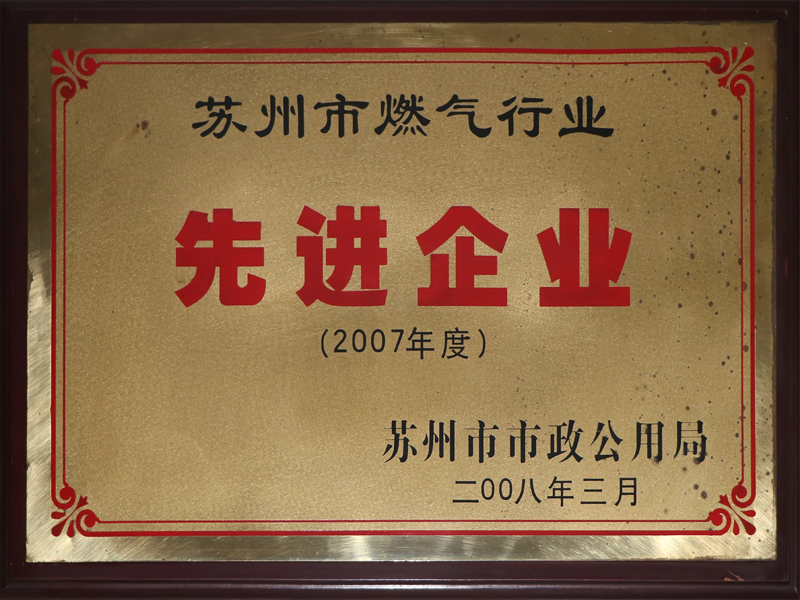 苏州市燃气行业
先进企业
(2007年度)
苏州市市政公用局
二00八年三月